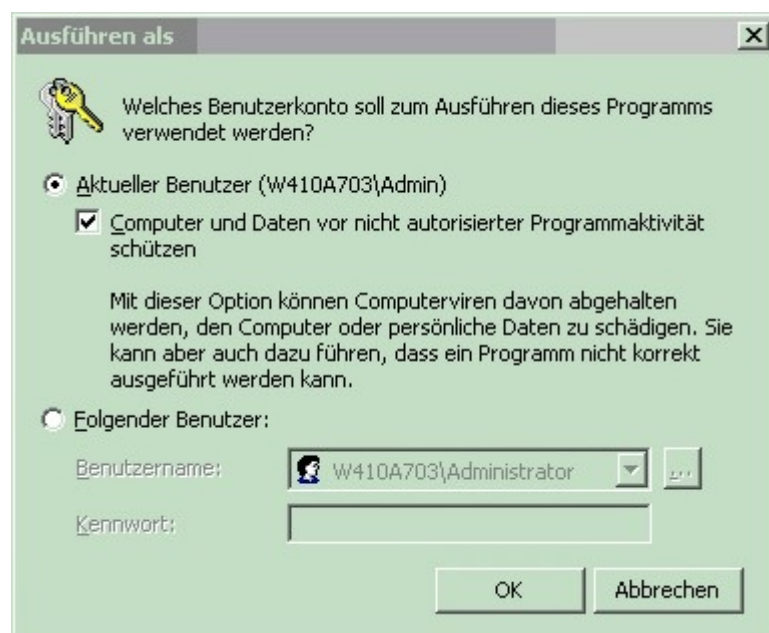 Ausführen als
Welches Benutzerkonto soll zum Ausführen dieses Programms
verwendet werden?
Aktueller Benutzer (W410A703\Admin)
Computer und Daten vor nicht autorisierter Programmaktivität
schützen
Mit dieser Option können Computerviren davon abgehalten
werden, den Computer oder persönliche Daten zu schädigen. Sie
kann aber auch dazu führen, dass ein Programm nicht korrekt
ausgeführt werden kann.
Folgender Benutzer:
Benutzername:
W410A703\Administrator
...
Kennwort:
OK
Abbrechen